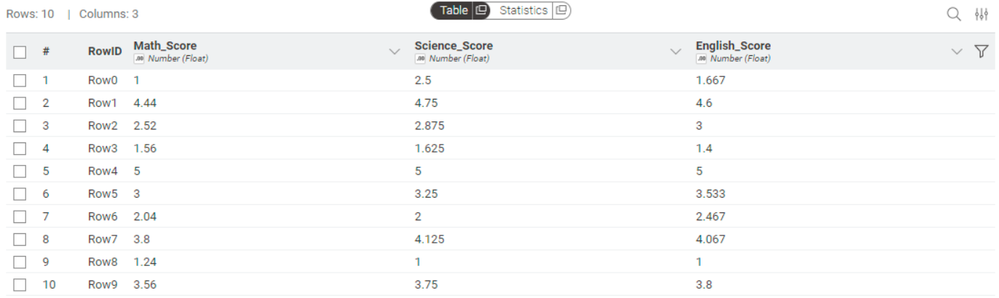 Rows: 10 | Columns: 3 Table Statistics
# RowID Math_Score Science_Score English_Score
.00 Number (Float) .00 Number (Float) .00 Number (Float)
1 Row0 1 2.5 1.667
2 Row1 4.44 4.75 4.6
3 Row2 2.52 2.875 3
4 Row3 1.56 1.625 1.4
5 Row4 5 5 5
6 Row5 3 3.25 3.533
7 Row6 2.04 2 2.467
8 Row7 3.8 4.125 4.067
9 Row8 1.24 1 1
10 Row9 3.56 3.75 3.8